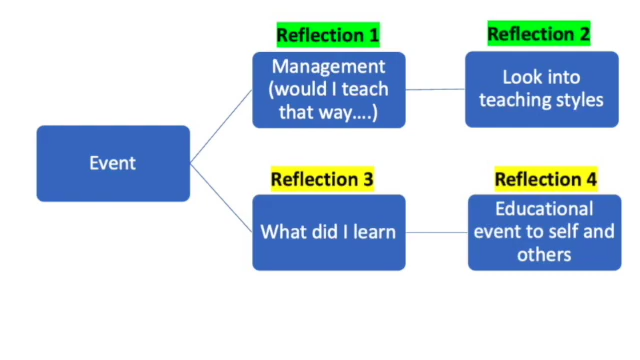 Reflection 1
Management
(would I teach
that way....)
Reflection 2
Look into
teaching styles
Event
Reflection 3
What did I learn
Reflection 4
Educational
event to self and
others